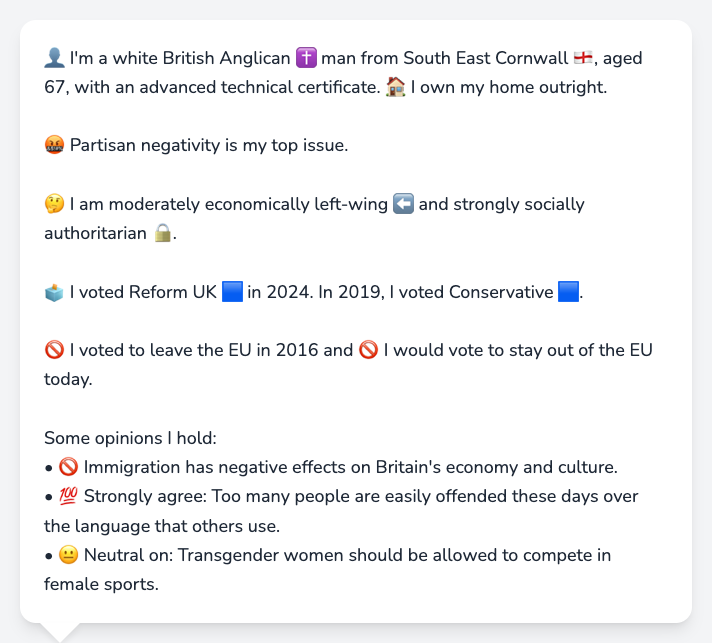 👤 I'm a white British Anglican ✝️ man from South East Cornwall 🏴󠁧󠁢󠁥󠁮󠁧󠁿, aged
67, with an advanced technical certificate. 🏠 I own my home outright.
🤬 Partisan negativity is my top issue.
🤔 I am moderately economically left-wing ⬅️ and strongly socially
authoritarian 🔒.
🗳️ I voted Reform UK 🟦 in 2024. In 2019, I voted Conservative 🟦.
🚫 I voted to leave the EU in 2016 and 🚫 I would vote to stay out of the EU
today.
Some opinions I hold:
• 🚫 Immigration has negative effects on Britain's economy and culture.
• 💯 Strongly agree: Too many people are easily offended these days over
the language that others use.
• 😐 Neutral on: Transgender women should be allowed to compete in
female sports.